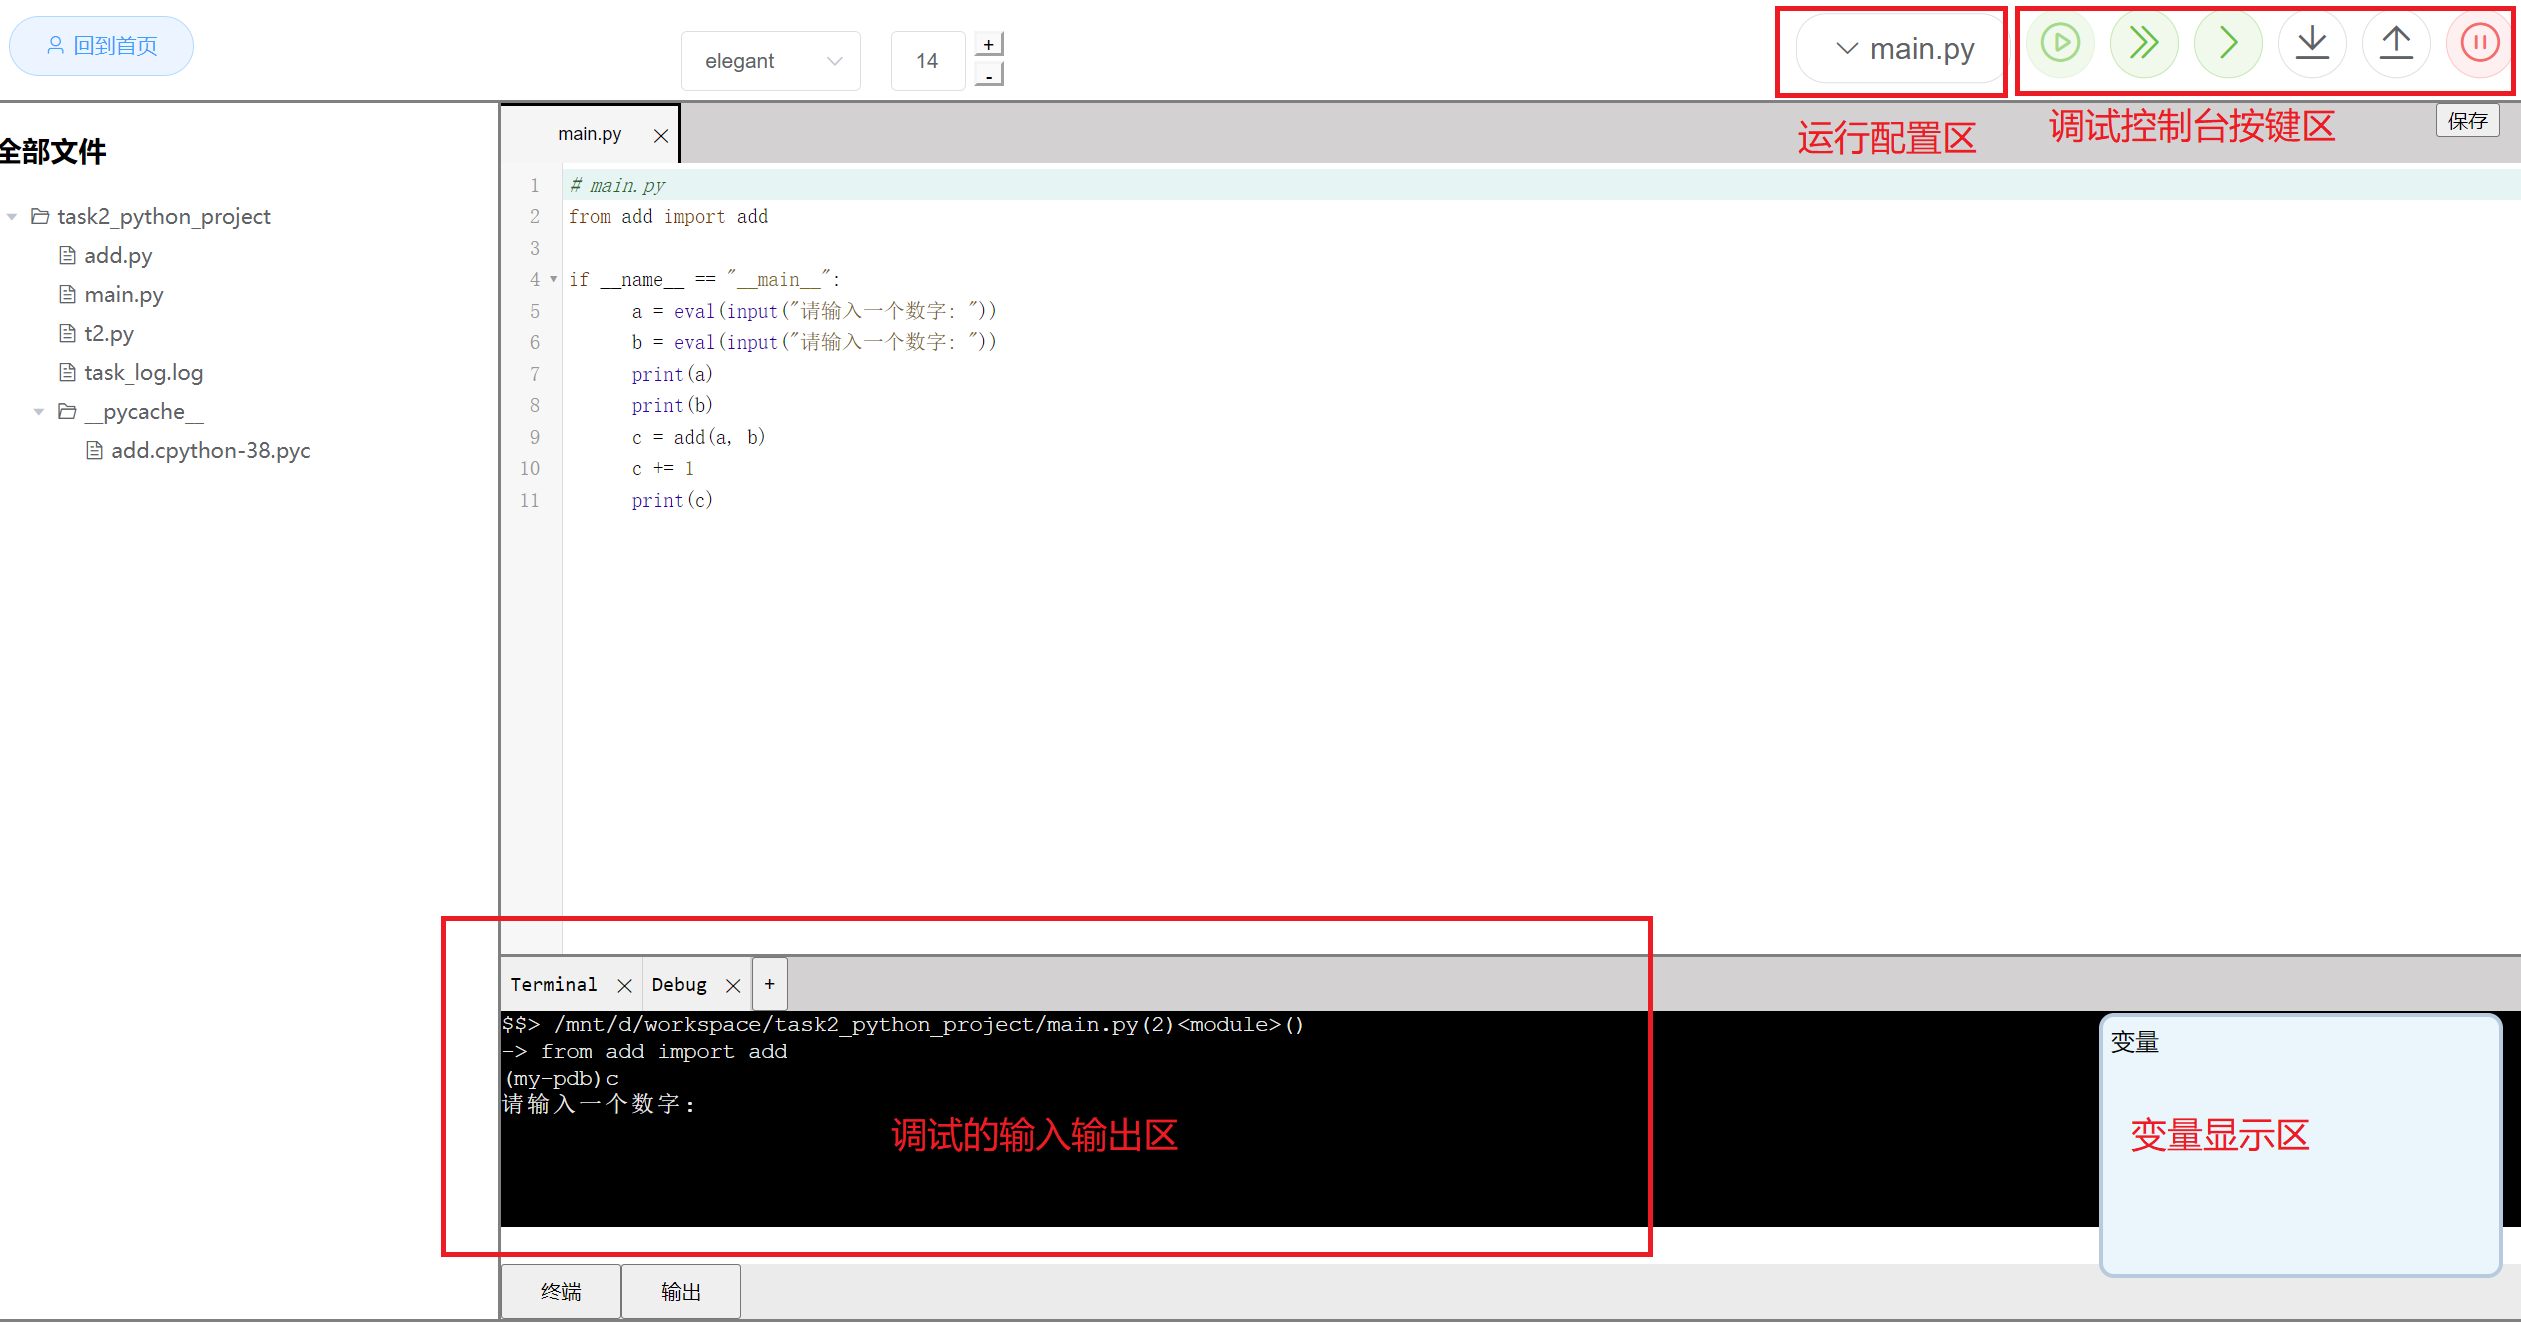 回到首页
elegant
14
+
-
main.py
运行配置区
调试控制台按键区
保存
全部文件
task2_python_project
add.py
main.py
t2.py
task_log.log
__pycache__
add.cpython-38.pyc
main.py
1 # main.py
2 from add import add
3
4 if __name__ == "__main__":
5 a = eval(input("请输入一个数字: "))
6 b = eval(input("请输入一个数字: "))
7 print(a)
8 print(b)
9 c = add(a, b)
10 c += 1
11 print(c)
Terminal
Debug
+
$$> /mnt/d/workspace/task2_python_project/main.py(2)<module>()
-> from add import add
(my-pdb)c
请输入一个数字:
调试的输入输出区
变量
变量显示区
终端
输出